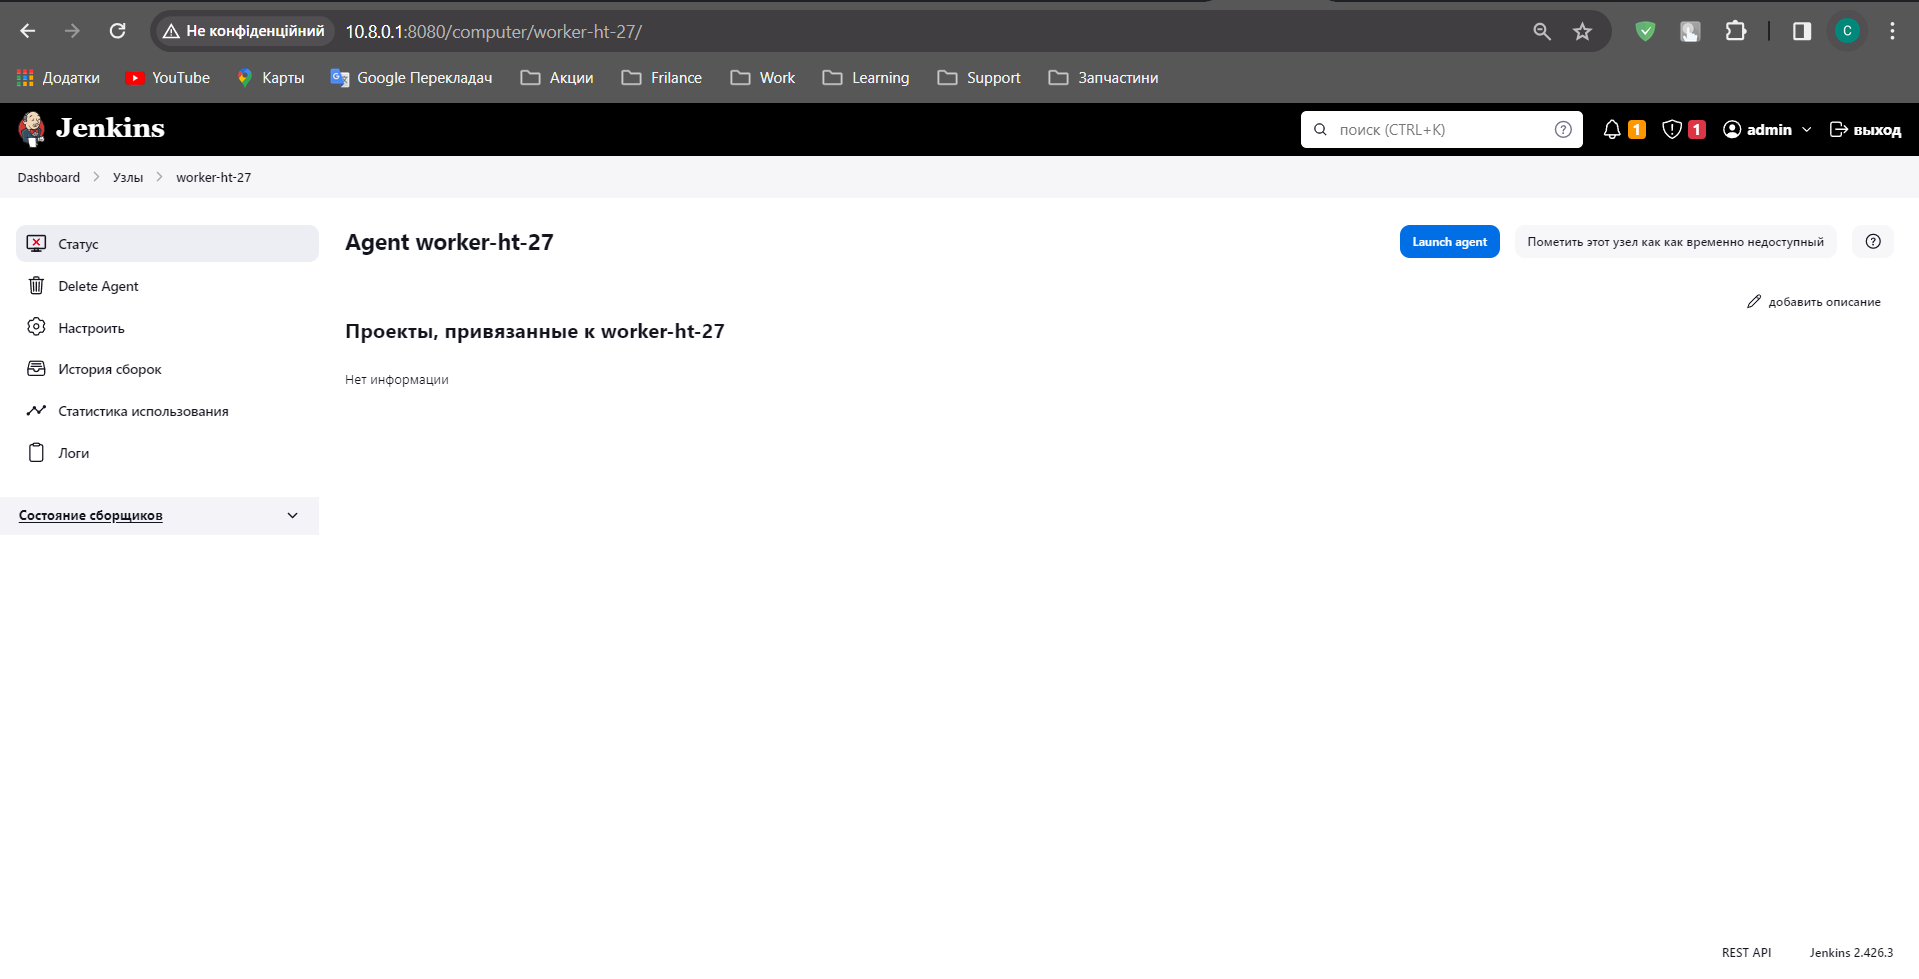 Не конфіденційний 10.8.0.1:8080/computer/worker-ht-27/
Додатки YouTube Карты Google Перекладач Акции Frilance Work Learning Support Запчастини
Jenkins поиск (CTRL+K) 1 1 admin выход
Dashboard Узлы worker-ht-27
Статус
Delete Agent
Настроить
История сборок
Статистика использования
Логи
Состояние сборщиков
Agent worker-ht-27
Launch agent Пометить этот узел как как временно недоступный
добавить описание
Проекты, привязанные к worker-ht-27
Нет информации
REST API Jenkins 2.426.3